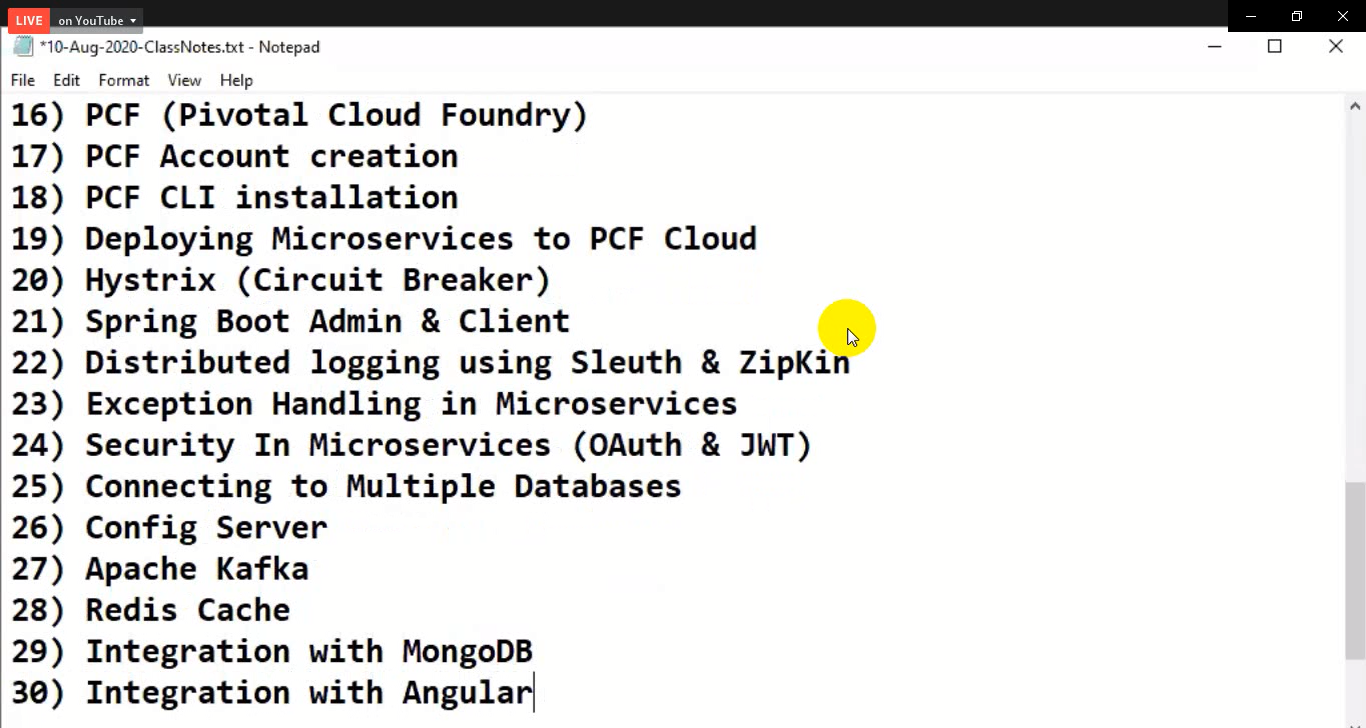 LIVE on YouTube
*10-Aug-2020-ClassNotes.txt - Notepad
File Edit Format View Help
16) PCF (Pivotal Cloud Foundry)
17) PCF Account creation
18) PCF CLI installation
19) Deploying Microservices to PCF Cloud
20) Hystrix (Circuit Breaker)
21) Spring Boot Admin & Client
22) Distributed logging using Sleuth & ZipKin
23) Exception Handling in Microservices
24) Security In Microservices (OAuth & JWT)
25) Connecting to Multiple Databases
26) Config Server
27) Apache Kafka
28) Redis Cache
29) Integration with MongoDB
30) Integration with Angular